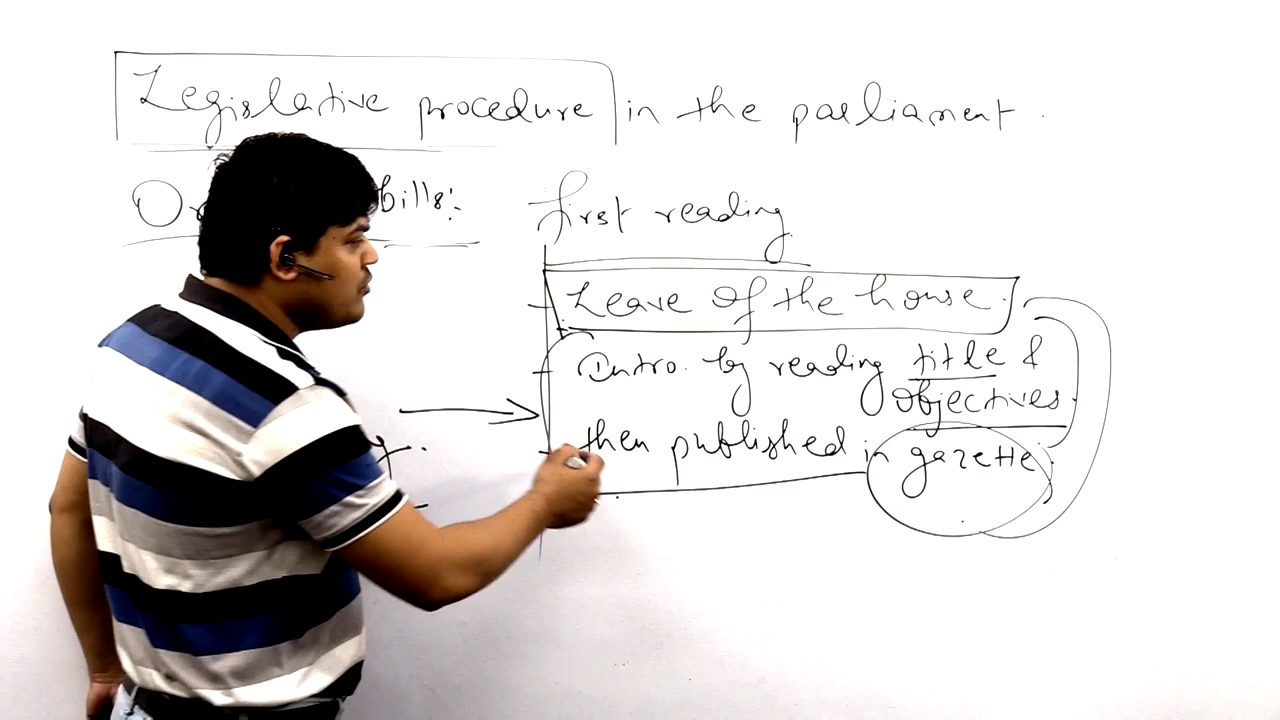 Legislative procedure in the parliament.
bills:-
First reading
Leave of the house.
Intro. by reading title &
objectives.
then published in gazette.